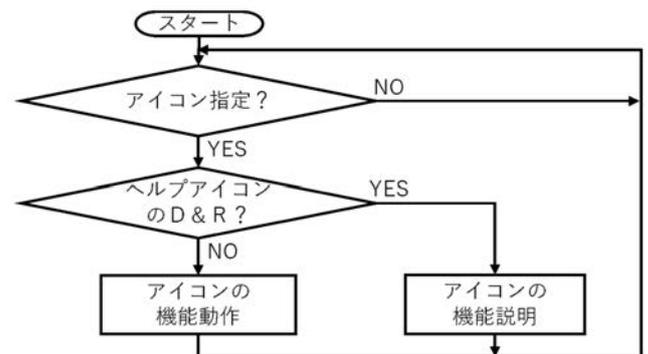 スタート
アイコン指定？
NO
YES
ヘルプアイコン
のD＆R？
YES
NO
アイコンの
機能動作
アイコンの
機能説明